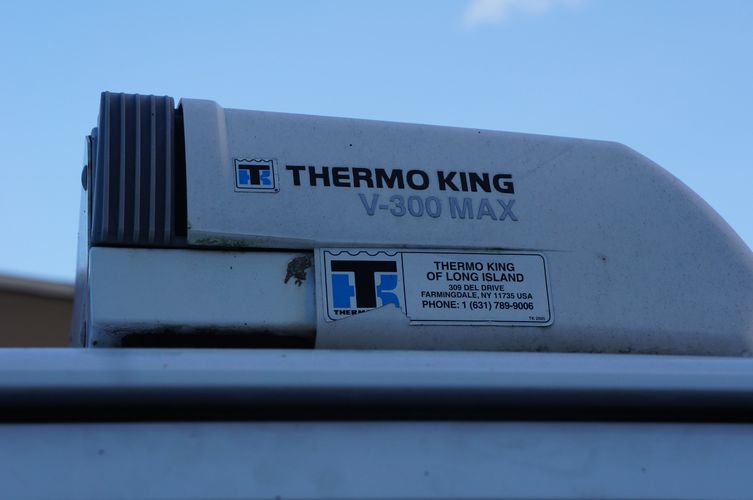 TK
THERMO KING
V-300 MAX
TK
THERM
THERMO KING
OF LONG ISLAND
309 DEL DRIVE
FARMINGDALE, NY 11735 USA
PHONE: 1 (631) 789-9006